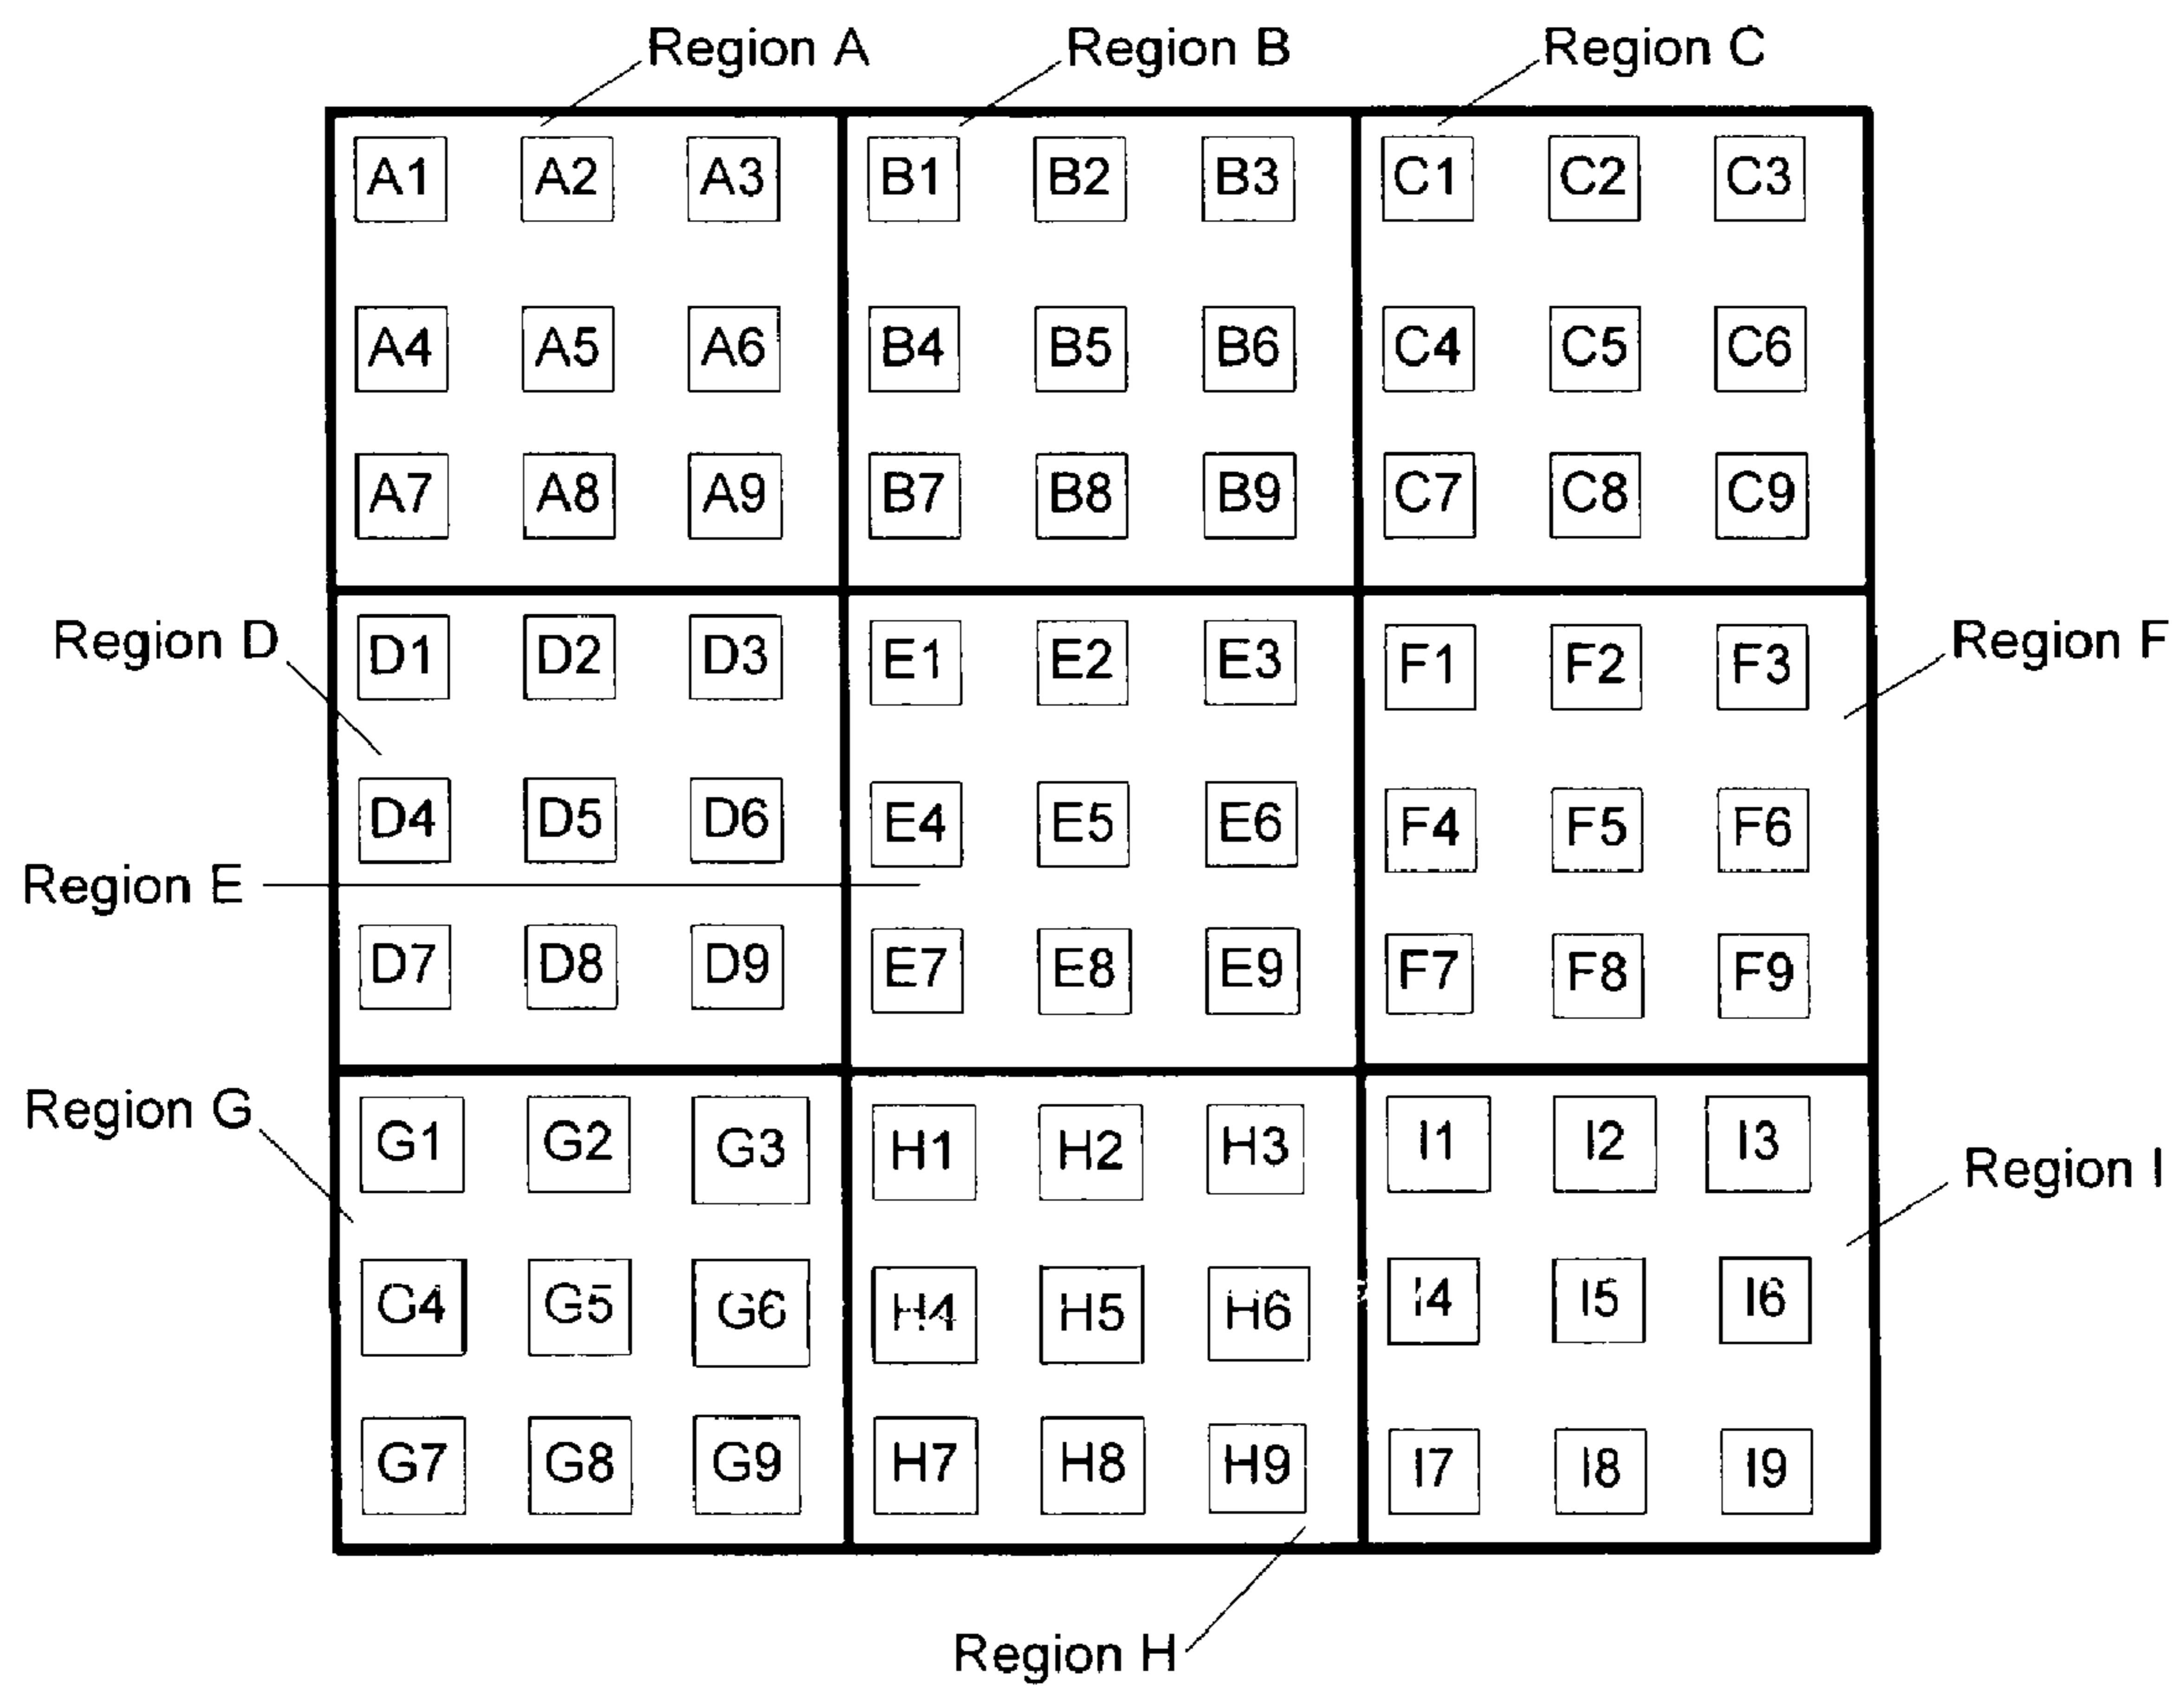 Region A Region B Region C
A1 A2 A3 B1 B2 B3 C1 C2 C3
A4 A5 A6 B4 B5 B6 C4 C5 C6
A7 A8 A9 B7 B8 B9 C7 C8 C9
Region D D1 D2 D3 E1 E2 E3 F1 F2 F3 Region F
D4 D5 D6 E4 E5 E6 F4 F5 F6
Region E
D7 D8 D9 E7 E8 E9 F7 F8 F9
Region G G1 G2 G3 H1 H2 H3 I1 I2 I3 Region I
G4 G5 G6 H4 H5 H6 I4 I5 I6
G7 G8 G9 H7 H8 H9 I7 I8 I9
Region H